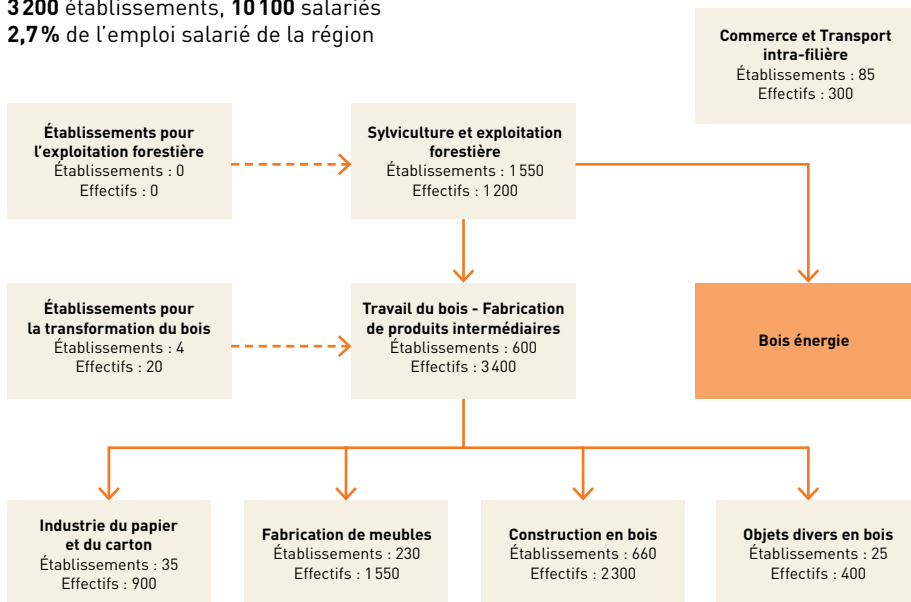 3 200 établissements, 10 100 salariés
2,7 % de l'emploi salarié de la région
Commerce et Transport
intra-filière
Établissements : 85
Effectifs : 300
Établissements pour
l'exploitation forestière
Établissements : 0
Effectifs : 0
Sylviculture et exploitation
forestière
Établissements : 1 550
Effectifs : 1 200
Établissements pour
la transformation du bois
Établissements : 4
Effectifs : 20
Travail du bois - Fabrication
de produits intermédiaires
Établissements : 600
Effectifs : 3 400
Bois énergie
Industrie du papier
et du carton
Établissements : 35
Effectifs : 900
Fabrication de meubles
Établissements : 230
Effectifs : 1 550
Construction en bois
Établissements : 660
Effectifs : 2 300
Objets divers en bois
Établissements : 25
Effectifs : 400